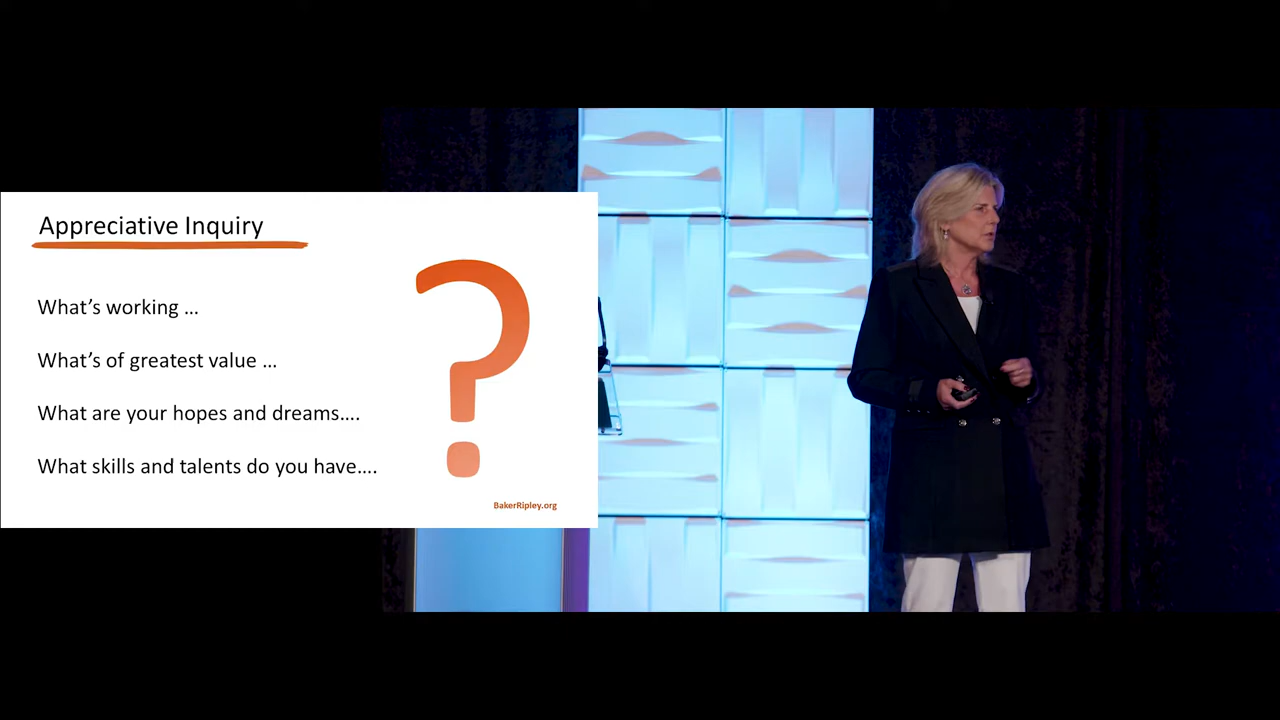 Appreciative Inquiry
What’s working …
What’s of greatest value …
What are your hopes and dreams….
What skills and talents do you have….
?
BakerRipley.org